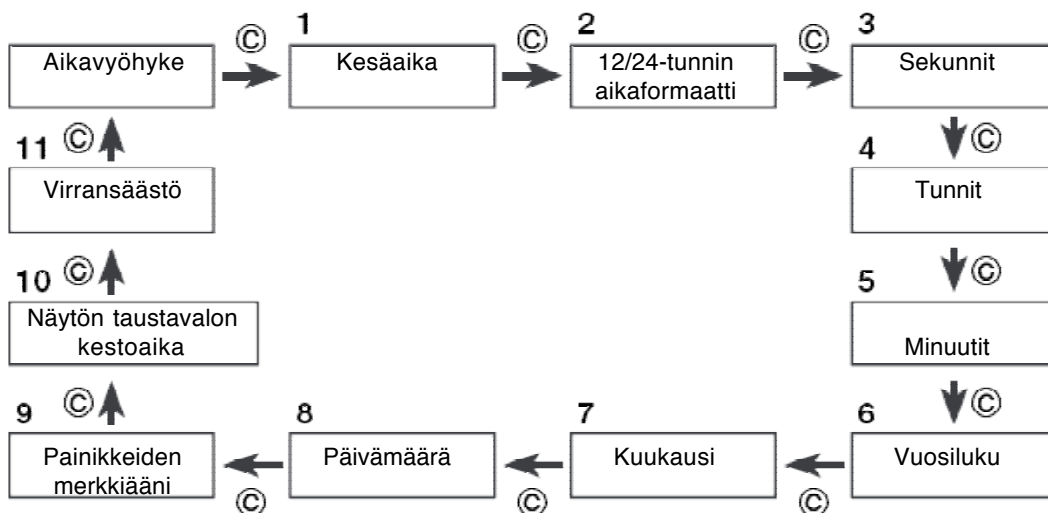 Aikavyöhyke
©
1
Kesäaika
©
2
12/24-tunnin
aikaformaatti
©
3
Sekunnit
©
4
Tunnit
©
5
Minuutit
©
6
Vuosiluku
©
7
Kuukausi
©
8
Päivämäärä
©
9
Painikkeiden
merkkiääni
©
10
Näytön taustavalon
kestoaika
©
11
Virransäästö
©